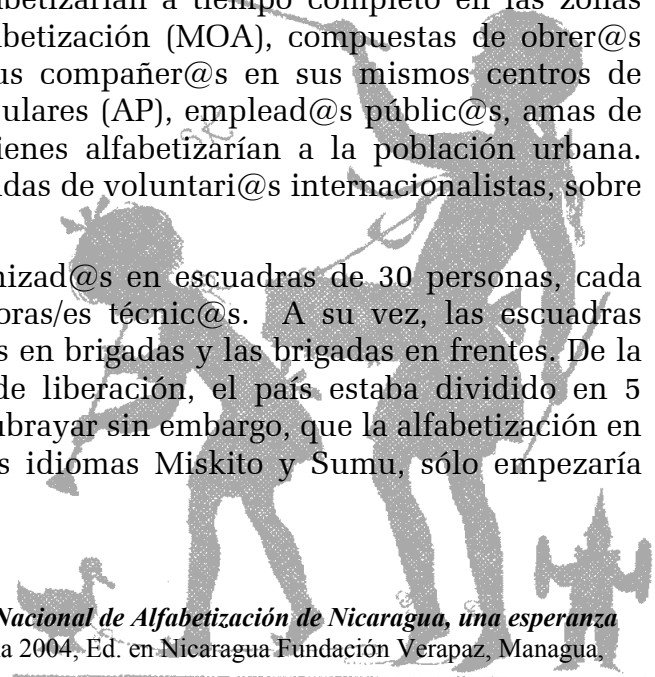 betizarían a tiempo completo en las zonas
betización (MOA), compuestas de obrer@s
us compañer@s en sus mismos centros de
ulares (AP), emplead@s públic@s, amas de
ienes alfabetizarían a la población urbana.
das de voluntari@s internacionalistas, sobre
nizad@s en escuadras de 30 personas, cada
oras/es técnic@s. A su vez, las escuadras
s en brigadas y las brigadas en frentes. De la
de liberación, el país estaba dividido en 5
ubrayar sin embargo, que la alfabetización en
s idiomas Miskito y Sumu, sólo empezaría
Nacional de Alfabetización de Nicaragua, una esperanza
a 2004, Ed. en Nicaragua Fundación Verapaz, Managua,